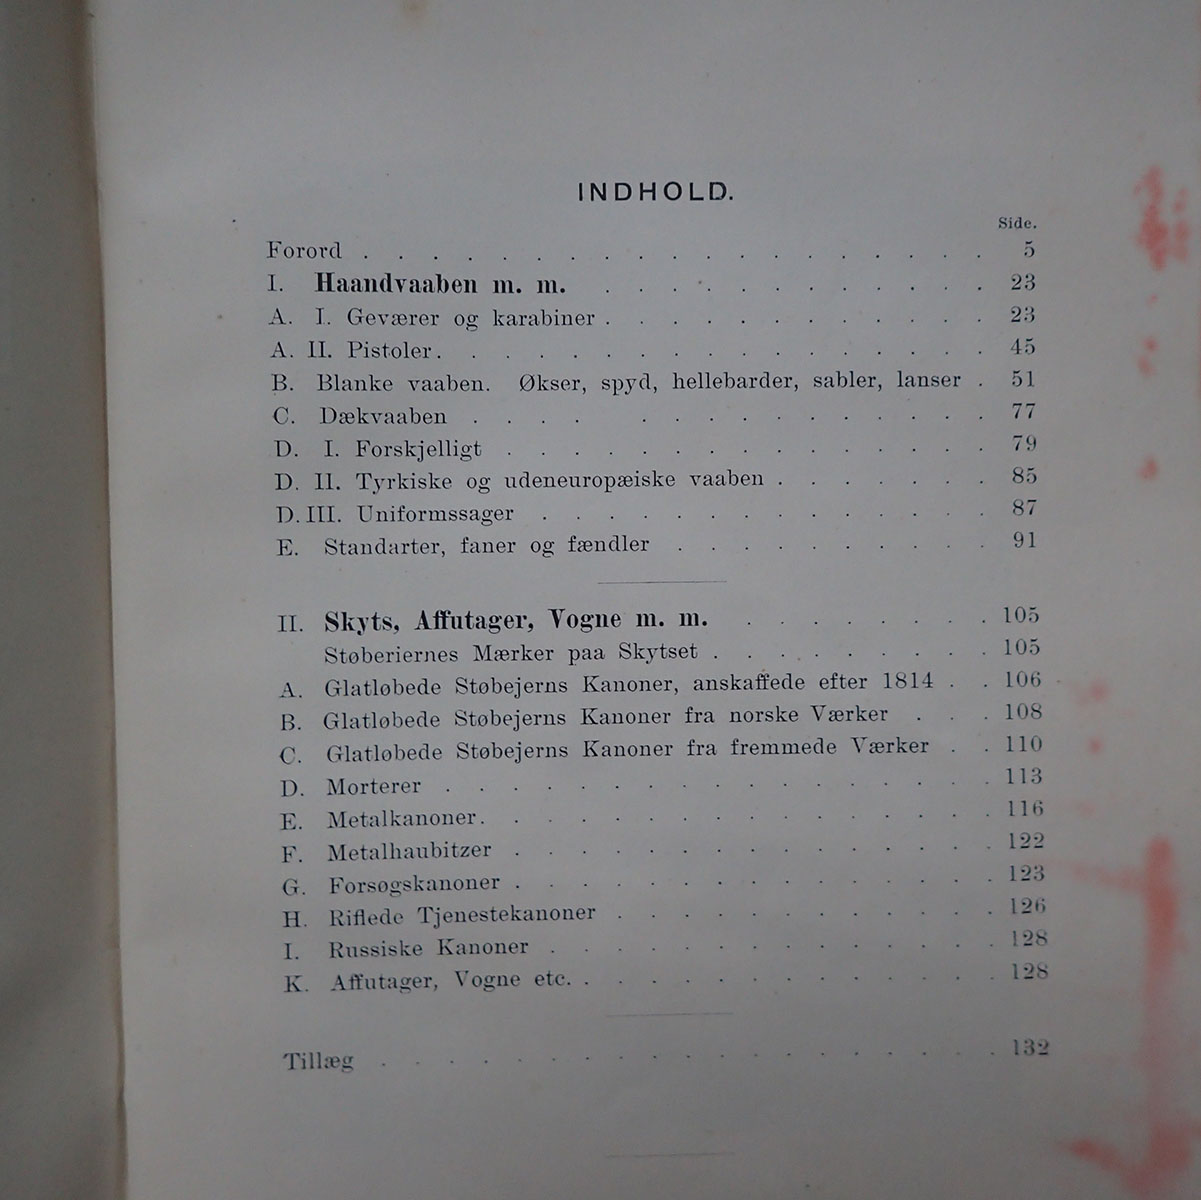 INDHOLD.
Side.
Forord . . . . . . . . . . . . . . . . . . . 5
I. Haandvaaben m. m. . . . . . . . . . . . . 23
A. I. Geværer og karabiner . . . . . . . . . . . . 23
A. II. Pistoler . . . . . . . . . . . . . . . . . 45
B. Blanke vaaben. Økser, spyd, hellebarder, sabler, lanser . 51
C. Dækvaaben . . . . . . . . . . . . . . . 77
D. I. Forskjelligt . . . . . . . . . . . . . . . 79
D. II. Tyrkiske og udeneuropæiske vaaben . . . . . . . 85
D. III. Uniformssager . . . . . . . . . . . . . . 87
E. Standarter, faner og fændler . . . . . . . . . . 91
II. Skyts, Affutager, Vogne m. m. . . . . . . . . 105
Støberiernes Mærker paa Skytset . . . . . . . . . 105
A. Glatløbede Støbejerns Kanoner, anskaffede efter 1814 . . 106
B. Glatløbede Støbejerns Kanoner fra norske Værker . . . 108
C. Glatløbede Støbejerns Kanoner fra fremmede Værker . . 110
D. Morterer . . . . . . . . . . . . . . . . . 113
E. Metalkanoner . . . . . . . . . . . . . . . 116
F. Metalhaubitzer . . . . . . . . . . . . . . . 122
G. Forsøgskanoner . . . . . . . . . . . . . . . 123
H. Riflede Tjenestekanoner . . . . . . . . . . . . 126
I. Russiske Kanoner . . . . . . . . . . . . . . 128
K. Affutager, Vogne etc. . . . . . . . . . . . . . 128
Tillæg . . . . . . . . . . . . . . . . . . . 132